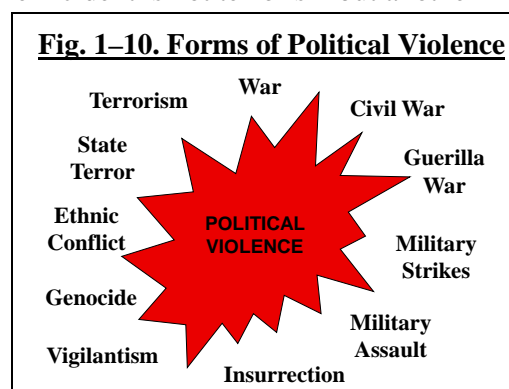 Fig. 1–10. Forms of Political Violence
War
Terrorism
Civil War
State
Terror
Guerilla
War
Ethnic
Conflict
POLITICAL
VIOLENCE
Military
Strikes
Genocide
Military
Assault
Vigilantism
Insurrection